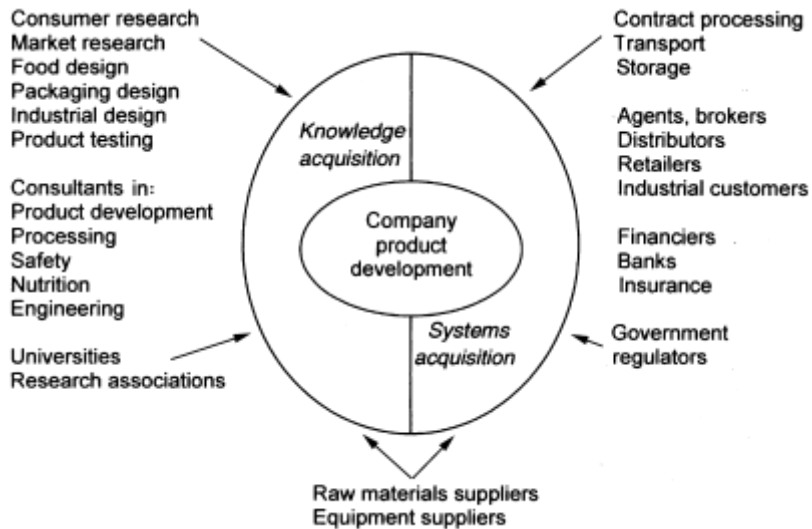 Consumer research
Market research
Food design
Packaging design
Industrial design
Product testing
Consultants in:
Product development
Processing
Safety
Nutrition
Engineering
Universities
Research associations
Knowledge
acquisition
Company
product
development
Systems
acquisition
Contract processing
Transport
Storage
Agents, brokers
Distributors
Retailers
Industrial customers
Financiers
Banks
Insurance
Government
regulators
Raw materials suppliers
Equipment suppliers